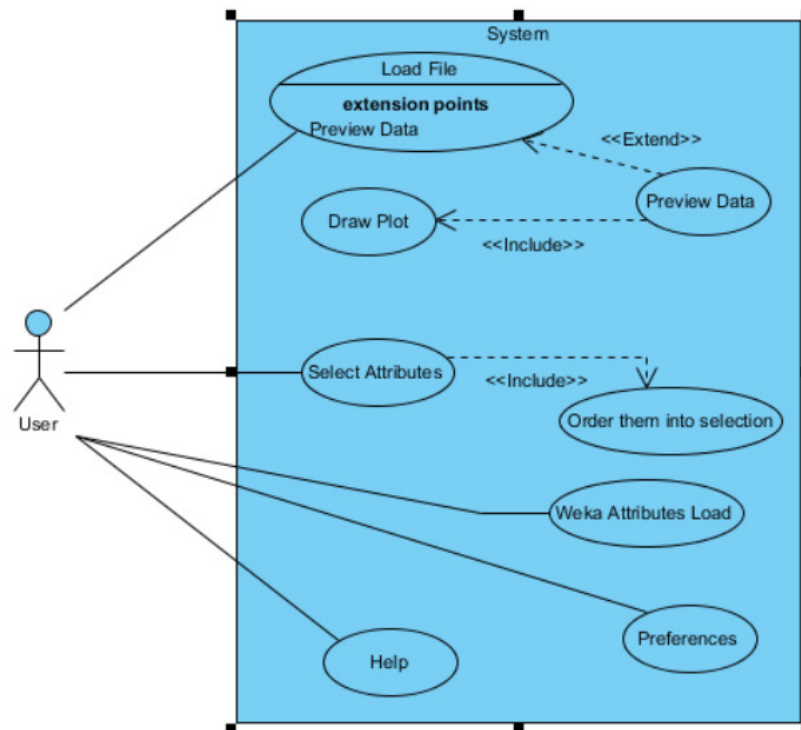 System
Load File
extension points
Preview Data
<<Extend>>
Preview Data
Draw Plot
<<Include>>
Select Attributes
<<Include>>
Order them into selection
User
Weka Attributes Load
Preferences
Help